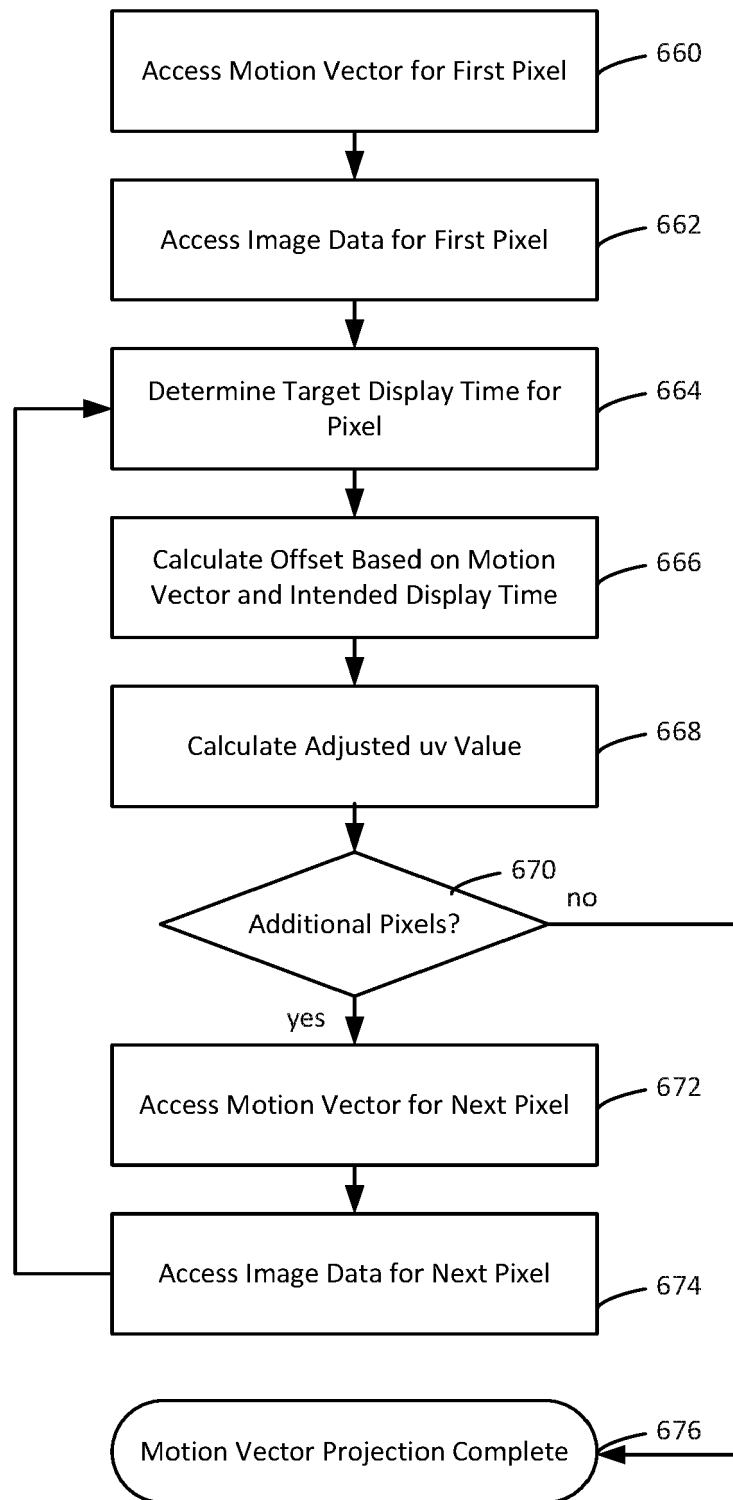 Access Motion Vector for First Pixel
660
Access Image Data for First Pixel
662
Determine Target Display Time for
Pixel
664
Calculate Offset Based on Motion
Vector and Intended Display Time
666
Calculate Adjusted uv Value
668
670
Additional Pixels?
no
yes
Access Motion Vector for Next Pixel
672
Access Image Data for Next Pixel
674
Motion Vector Projection Complete
676